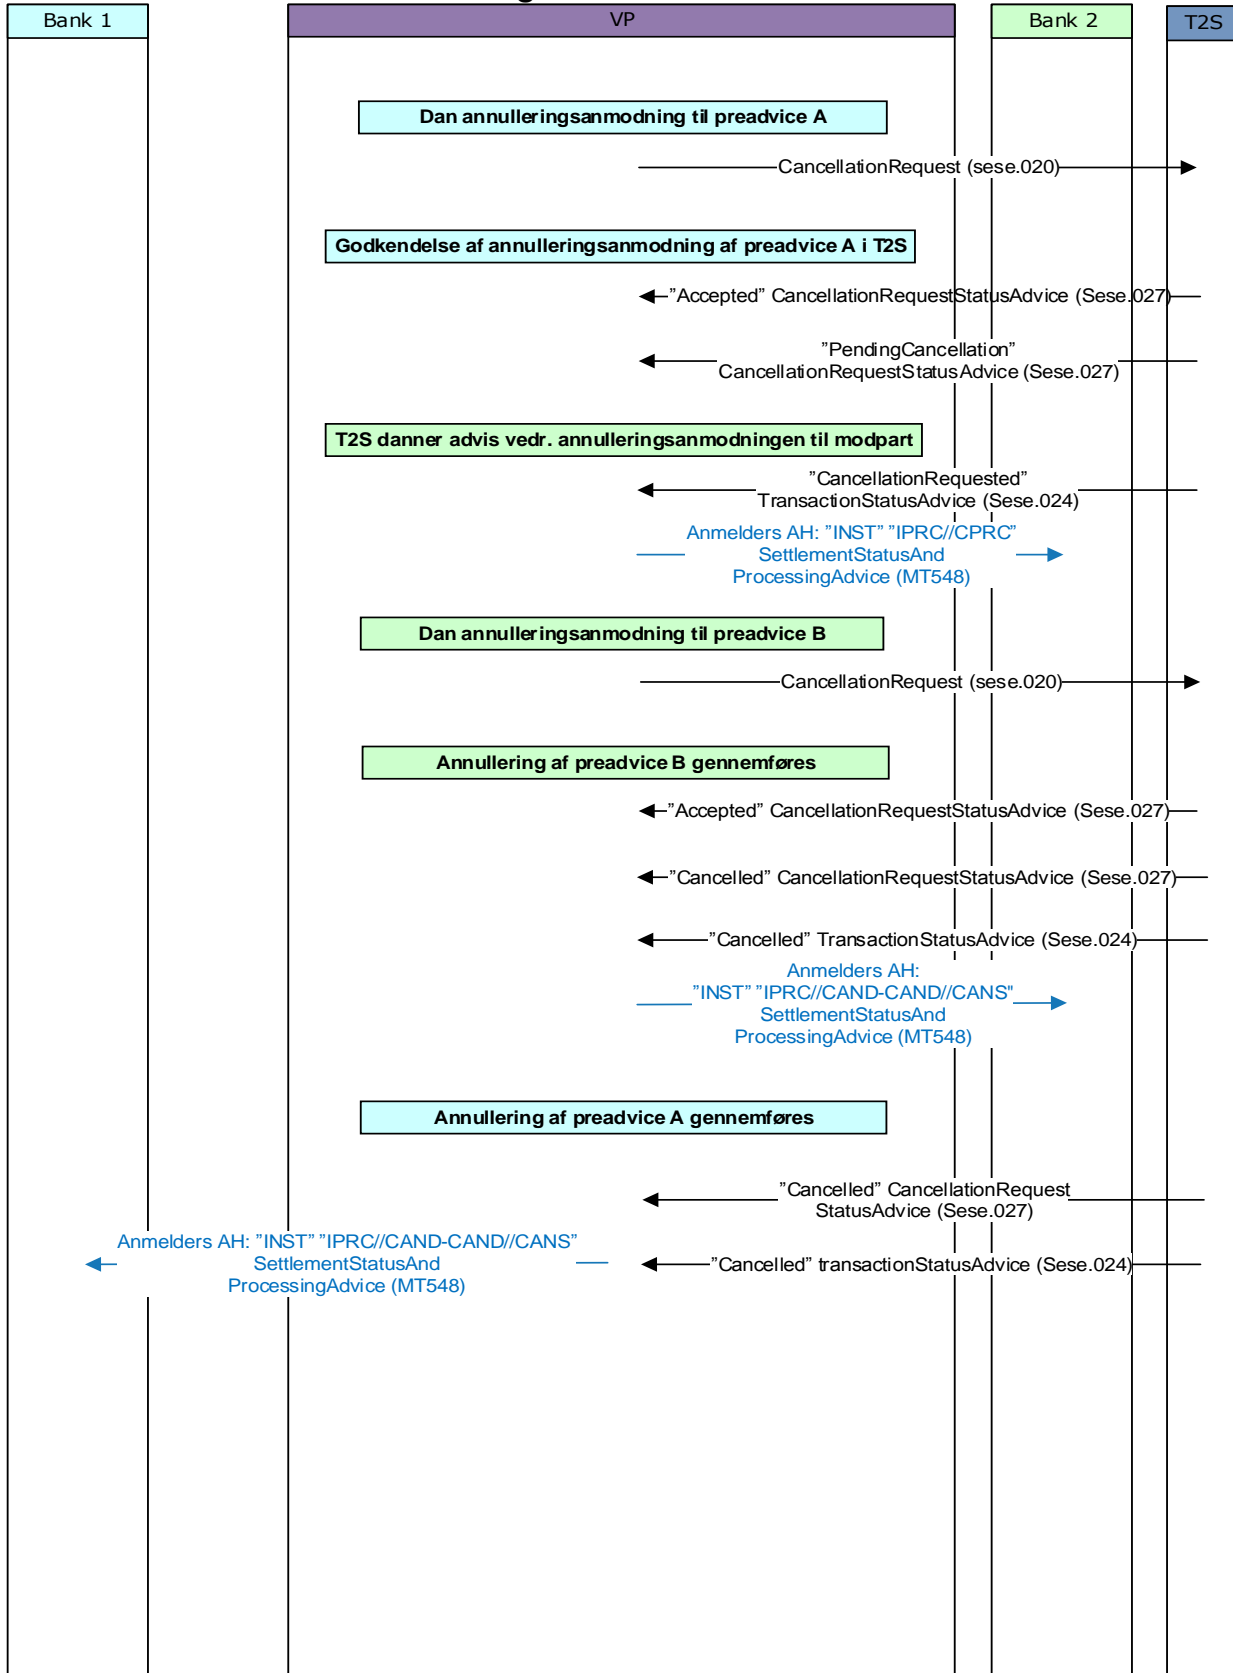 Bank 1
VP
Bank 2
T2S
Dan annulleringsanmodning til preadvice A
CancellationRequest (sese.020)
Godkendelse af annulleringsanmodning af preadvice A i T2S
”Accepted” CancellationRequestStatusAdvice (Sese.027)
”PendingCancellation”
CancellationRequestStatusAdvice (Sese.027)
T2S danner advis vedr. annulleringsanmodningen til modpart
”CancellationRequested”
TransactionStatusAdvice (Sese.024)
Anmelders AH: ”INST” ”IPRC//CPRC”
SettlementStatusAnd
ProcessingAdvice (MT548)
Dan annulleringsanmodning til preadvice B
CancellationRequest (sese.020)
Annullering af preadvice B gennemføres
”Accepted” CancellationRequestStatusAdvice (Sese.027)
”Cancelled” CancellationRequestStatusAdvice (Sese.027)
”Cancelled” TransactionStatusAdvice (Sese.024)
Anmelders AH:
”INST” ”IPRC//CAND-CAND//CANS"
SettlementStatusAnd
ProcessingAdvice (MT548)
Annullering af preadvice A gennemføres
”Cancelled” CancellationRequest
StatusAdvice (Sese.027)
Anmelders AH: ”INST” ”IPRC//CAND-CAND//CANS”
SettlementStatusAnd
ProcessingAdvice (MT548)
”Cancelled” transactionStatusAdvice (Sese.024)